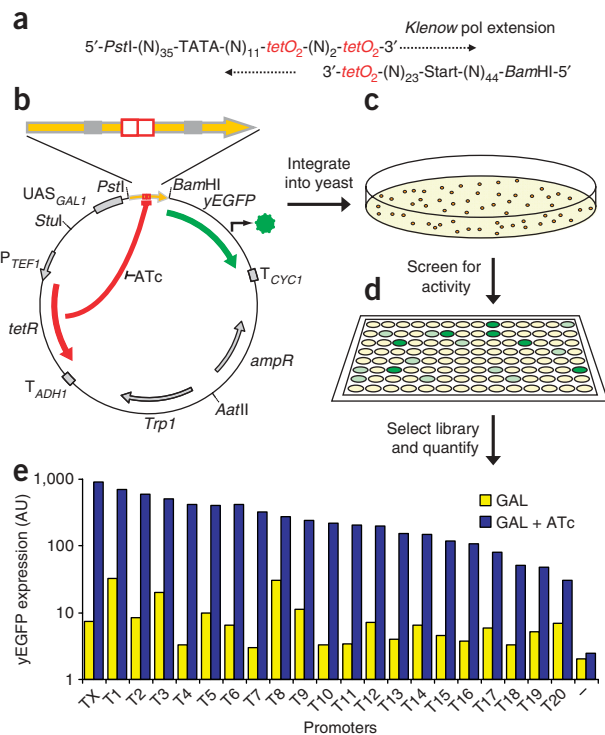 a
Klenow pol extension
5′-PstI-(N)35-TATA-(N)11-tetO2-(N)2-tetO2-3′
3′-tetO2-(N)23-Start-(N)44-BamHI-5′
b
c
UASGAL1
PstI
BamHI
yEGFP
StuI
PTEF1
ATc
TCYC1
tetR
ampR
TADH1
AatII
Trp1
Integrate
into yeast
Screen for
activity
d
Select library
and quantify
e
GAL
GAL + ATc
yEGFP expression (AU)
1,000
100
10
1
TX T1 T2 T3 T4 T5 T6 T7 T8 T9 T10 T11 T12 T13 T14 T15 T16 T17 T18 T19 T20 –
Promoters